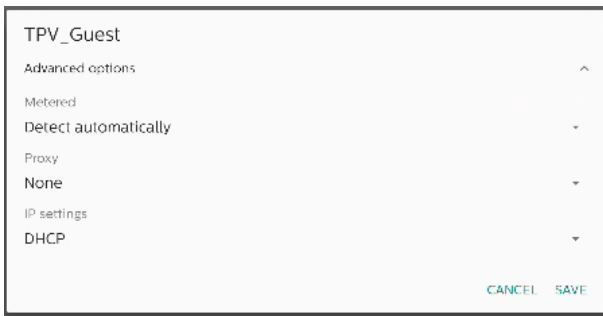 TPV_Guest
Advanced options
Metered
Detect automatically
Proxy
None
IP settings
DHCP
CANCEL SAVE